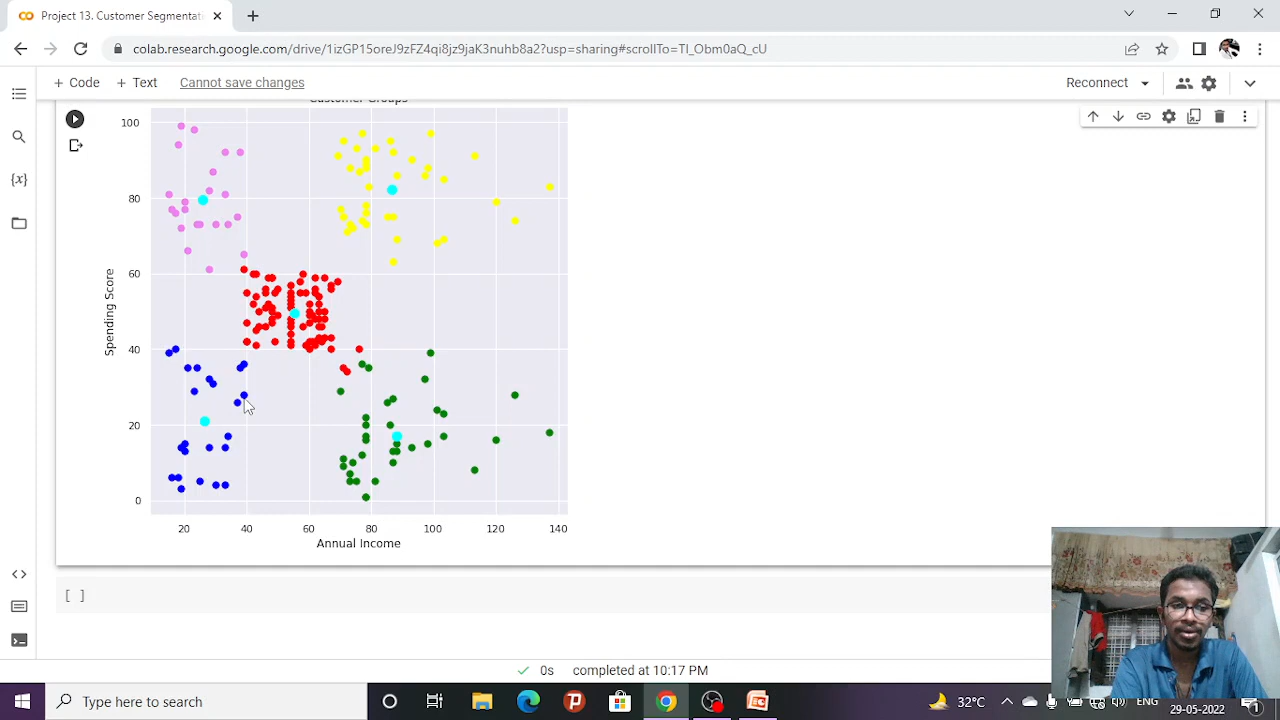 Project 13. Customer Segmentat
colab.research.google.com/drive/1izGP15oreJ9zFZ4qi8jz9jaK3nuhb8a2?usp=sharing#scrollTo=TI_Obm0aQ_cU
+ Code + Text Cannot save changes Reconnect
Customer Groups
100
80
60
40
20
0
Spending Score
20 40 60 80 100 120 140
Annual Income
{x}
[ ]
0s completed at 10:17 PM
Type here to search
32°C ENG 29-05-2022